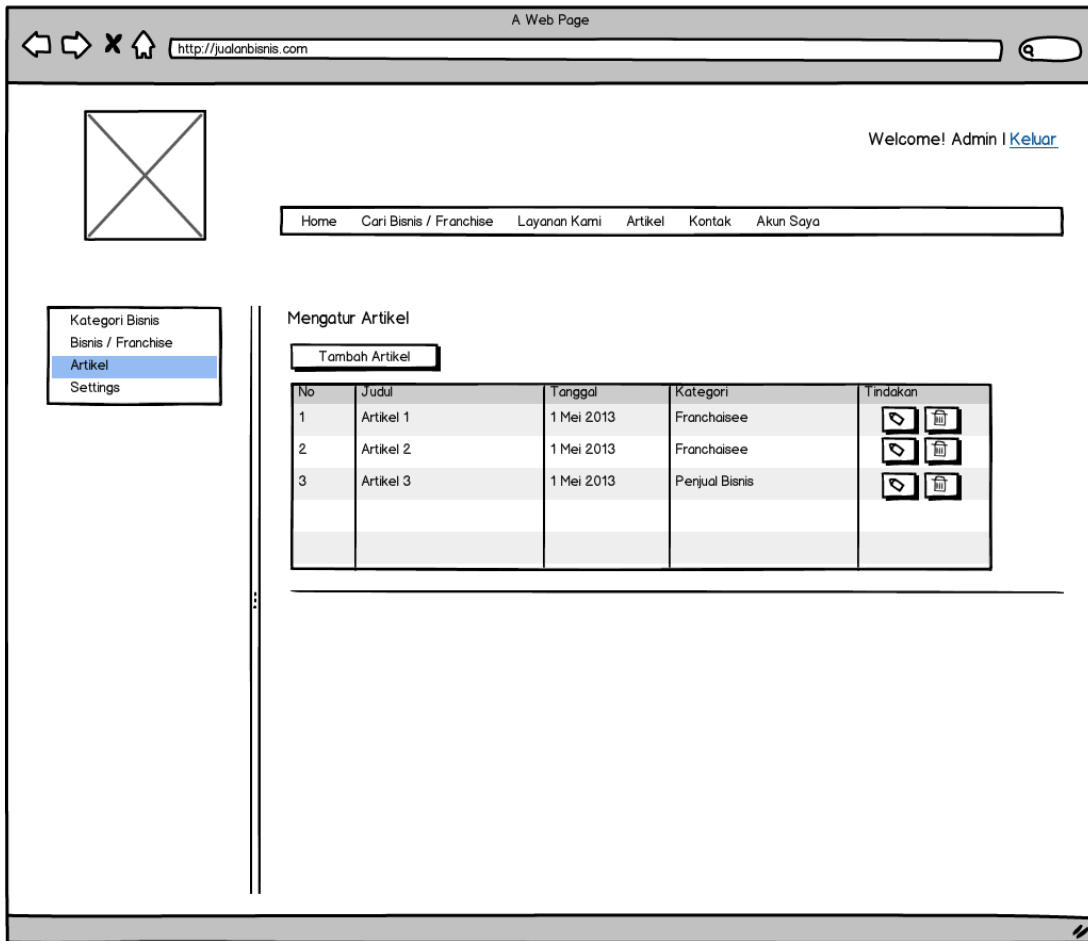 A Web Page
http://jualanbisnis.com
Welcome! Admin | Keluar
Home Cari Bisnis / Franchise Layanan Kami Artikel Kontak Akun Saya
Kategori Bisnis
Bisnis / Franchise
Artikel
Settings
Mengatur Artikel
Tambah Artikel
No Judul Tanggal Kategori Tindakan
1 Artikel 1 1 Mei 2013 Franchaisee
2 Artikel 2 1 Mei 2013 Franchaisee
3 Artikel 3 1 Mei 2013 Penjual Bisnis